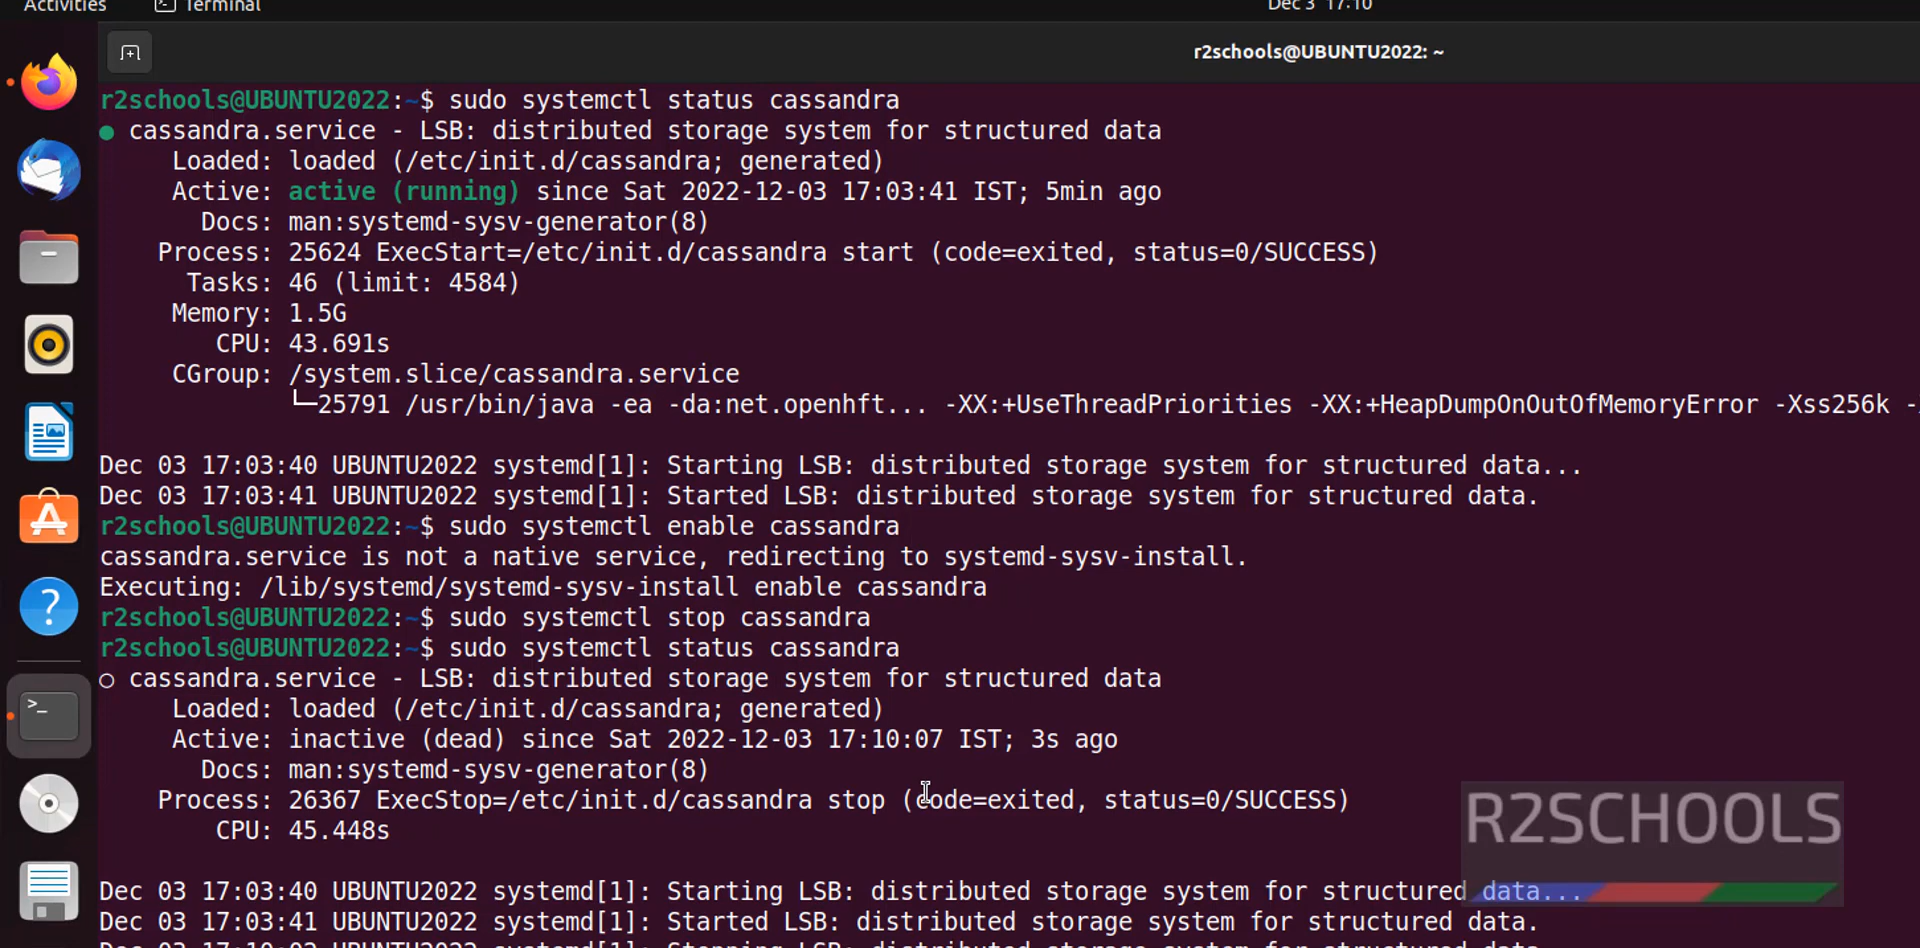 Activities Terminal Dec 3 17:10
r2schools@UBUNTU2022: ~
r2schools@UBUNTU2022:~$ sudo systemctl status cassandra
● cassandra.service - LSB: distributed storage system for structured data
Loaded: loaded (/etc/init.d/cassandra; generated)
Active: active (running) since Sat 2022-12-03 17:03:41 IST; 5min ago
Docs: man:systemd-sysv-generator(8)
Process: 25624 ExecStart=/etc/init.d/cassandra start (code=exited, status=0/SUCCESS)
Tasks: 46 (limit: 4584)
Memory: 1.5G
CPU: 43.691s
CGroup: /system.slice/cassandra.service
└─25791 /usr/bin/java -ea -da:net.openhft... -XX:+UseThreadPriorities -XX:+HeapDumpOnOutOfMemoryError -Xss256k -
Dec 03 17:03:40 UBUNTU2022 systemd[1]: Starting LSB: distributed storage system for structured data...
Dec 03 17:03:41 UBUNTU2022 systemd[1]: Started LSB: distributed storage system for structured data.
r2schools@UBUNTU2022:~$ sudo systemctl enable cassandra
cassandra.service is not a native service, redirecting to systemd-sysv-install.
Executing: /lib/systemd/systemd-sysv-install enable cassandra
r2schools@UBUNTU2022:~$ sudo systemctl stop cassandra
r2schools@UBUNTU2022:~$ sudo systemctl status cassandra
○ cassandra.service - LSB: distributed storage system for structured data
Loaded: loaded (/etc/init.d/cassandra; generated)
Active: inactive (dead) since Sat 2022-12-03 17:10:07 IST; 3s ago
Docs: man:systemd-sysv-generator(8)
Process: 26367 ExecStop=/etc/init.d/cassandra stop (code=exited, status=0/SUCCESS)
CPU: 45.448s
R2SCHOOLS
Dec 03 17:03:40 UBUNTU2022 systemd[1]: Starting LSB: distributed storage system for structured data...
Dec 03 17:03:41 UBUNTU2022 systemd[1]: Started LSB: distributed storage system for structured data.